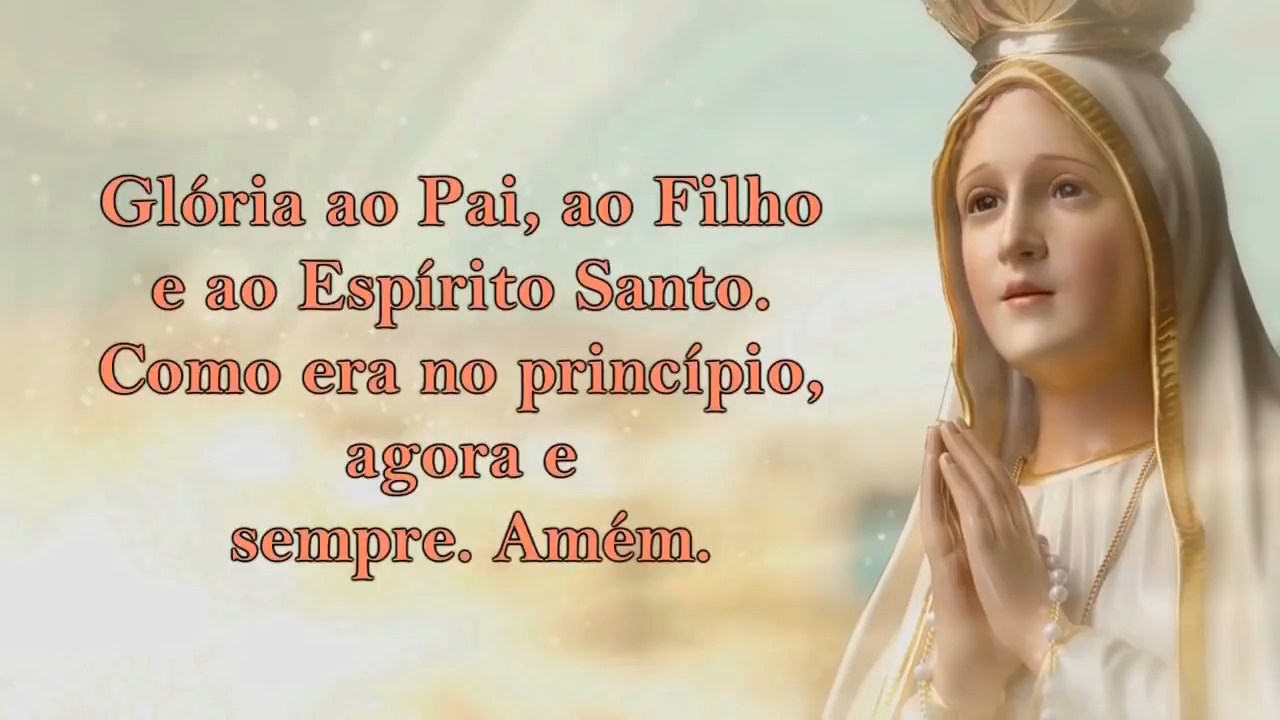 Glória ao Pai, ao Filho
e ao Espírito Santo.
Como era no princípio,
agora e
sempre. Amém.